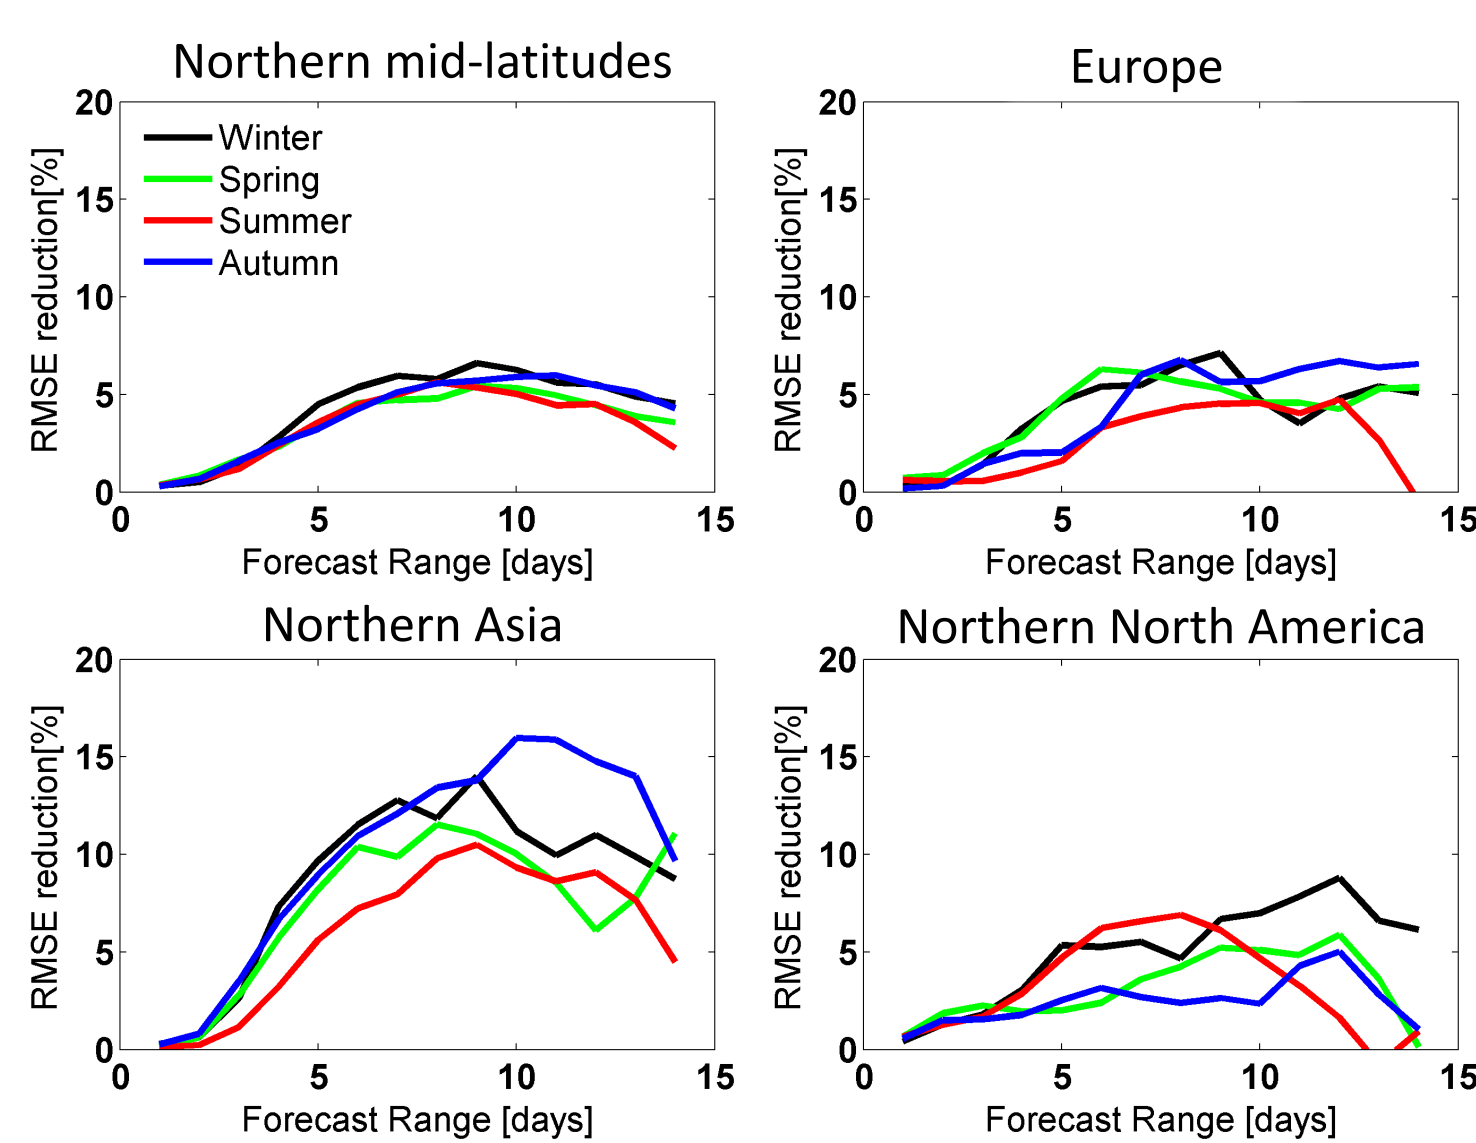 Northern mid-latitudes
20
15
10
5
0
0 5 10 15
RMSE reduction[%]
Forecast Range [days]
Winter
Spring
Summer
Autumn
Europe
20
15
10
5
0
0 5 10 15
RMSE reduction[%]
Forecast Range [days]
Northern Asia
20
15
10
5
0
0 5 10 15
RMSE reduction[%]
Forecast Range [days]
Northern North America
20
15
10
5
0
0 5 10 15
RMSE reduction[%]
Forecast Range [days]